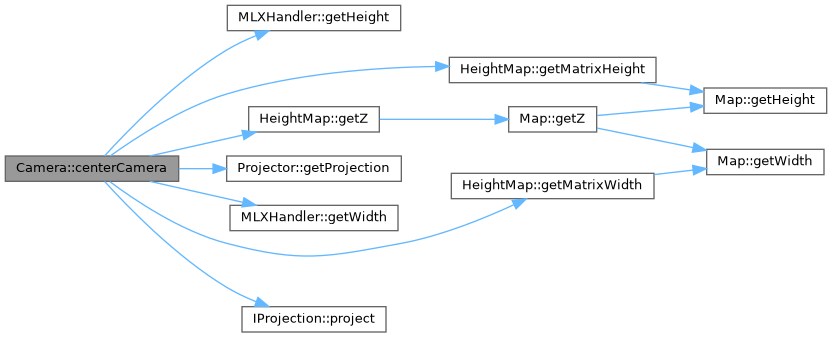 MLXHandler::getHeight
HeightMap::getMatrixHeight
Map::getHeight
HeightMap::getZ
Map::getZ
Camera::centerCamera
Projector::getProjection
Map::getWidth
HeightMap::getMatrixWidth
MLXHandler::getWidth
IProjection::project